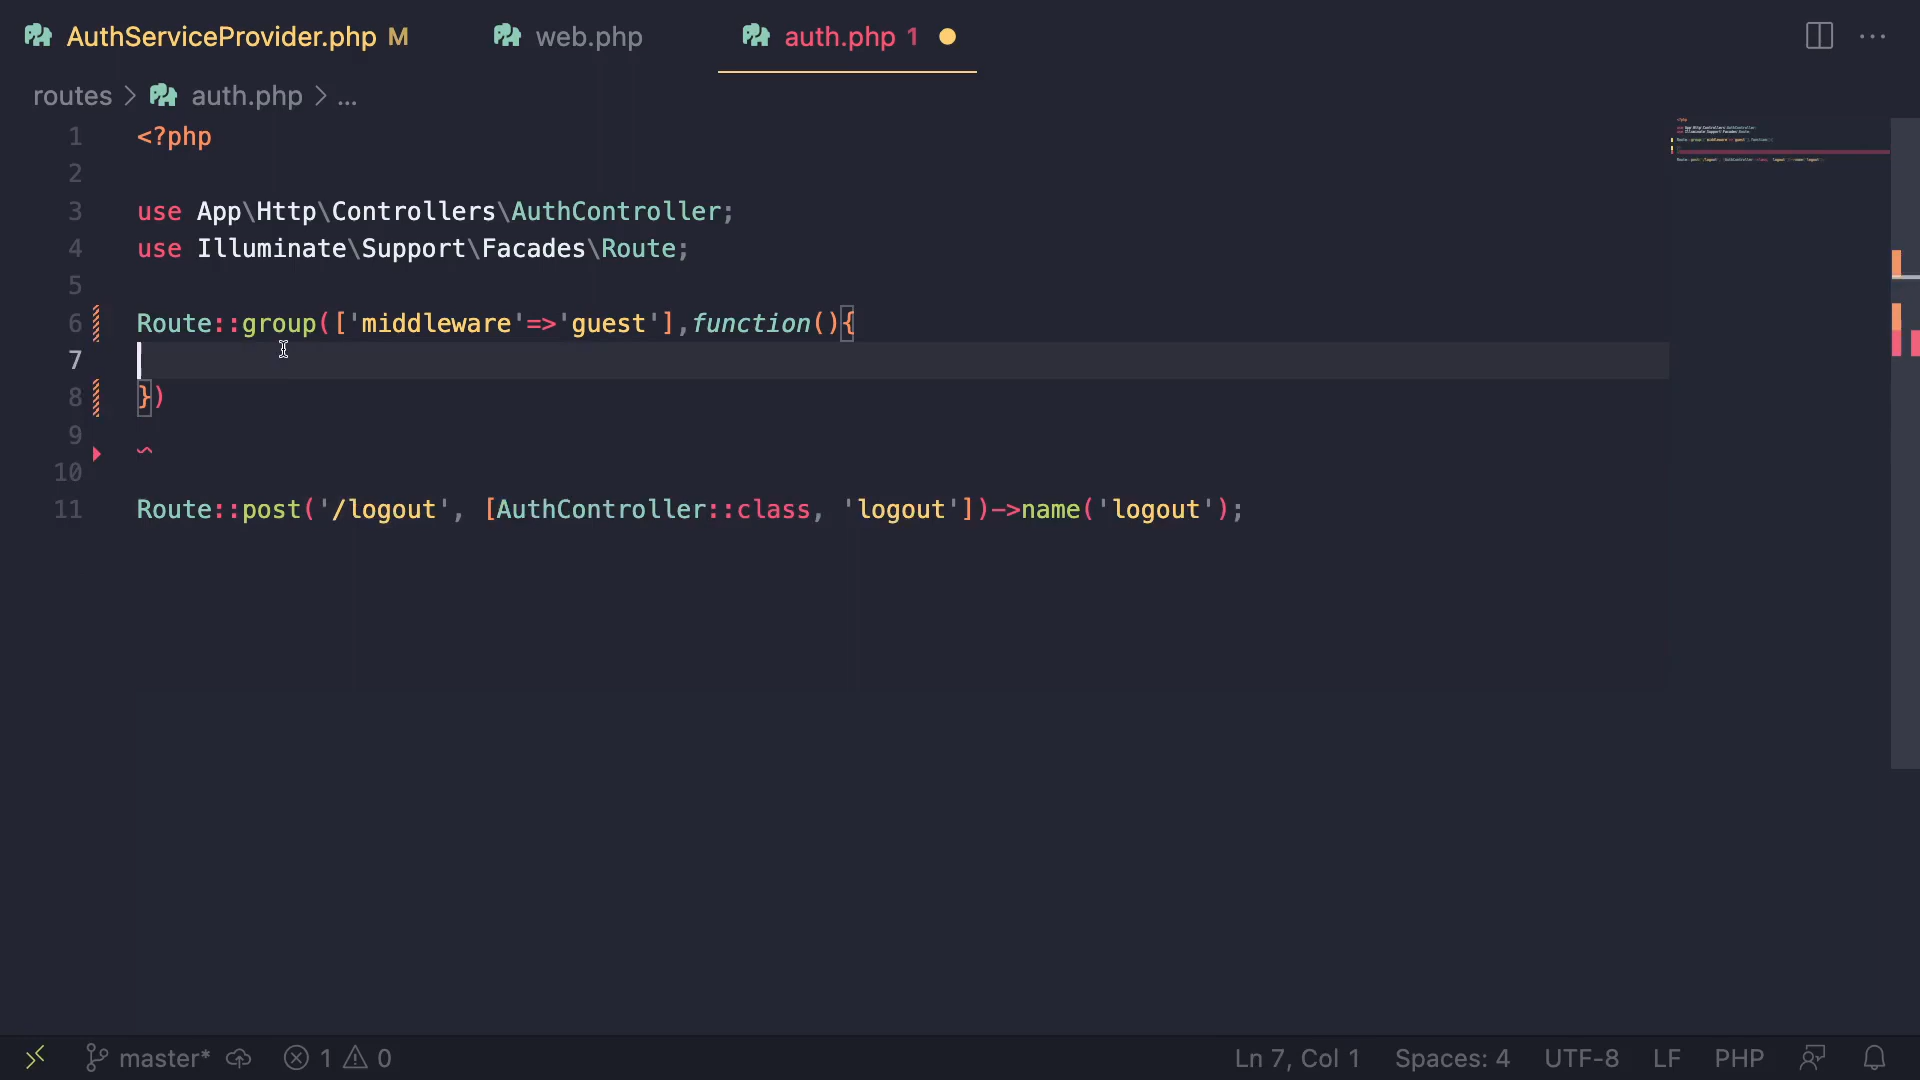 AuthServiceProvider.php M web.php auth.php 1
routes > auth.php > ...
1 <?php
2
3 use App\Http\Controllers\AuthController;
4 use Illuminate\Support\Facades\Route;
5
6 Route::group(['middleware'=>'guest'],function(){
7
8 })
9
10
11 Route::post('/logout', [AuthController::class, 'logout'])->name('logout');
master* 1 0 Ln 7, Col 1 Spaces: 4 UTF-8 LF PHP